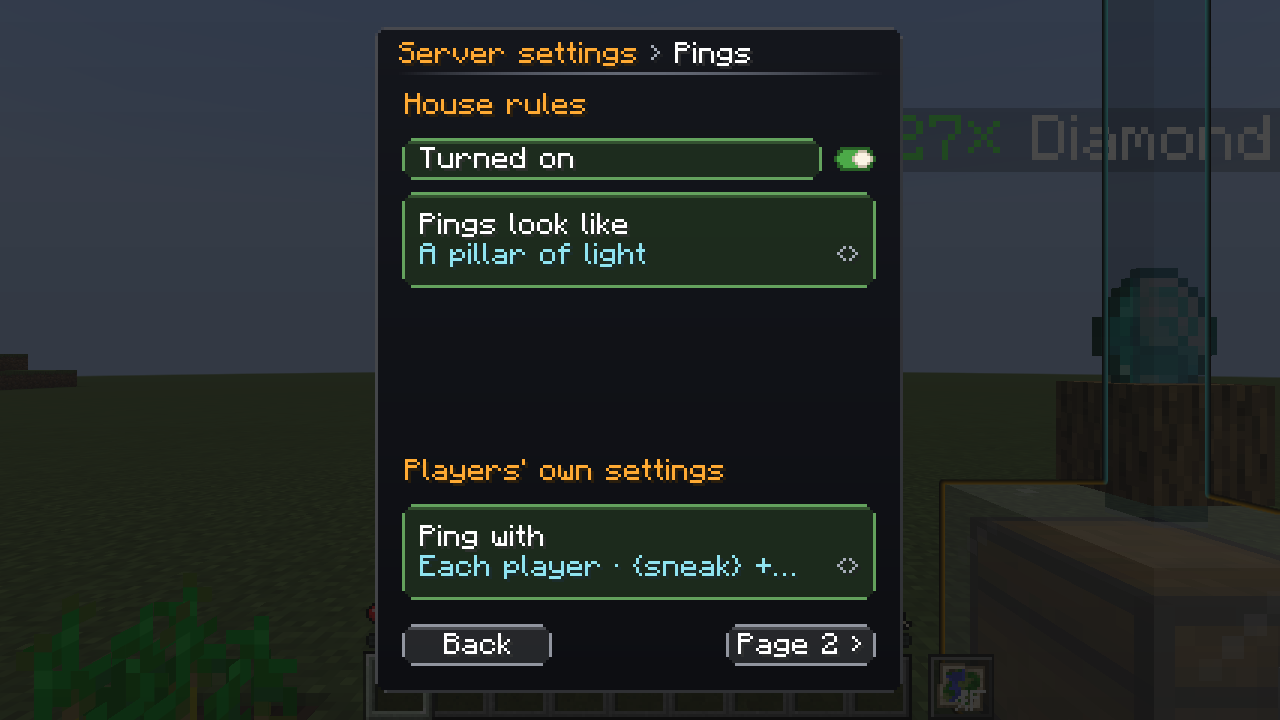 Server settings > Pings
House rules
27x Diamond
Turned on
Pings look like
A pillar of light
<>
Players' own settings
Ping with
Each player · {sneak} +...
<>
Back
Page 2 >